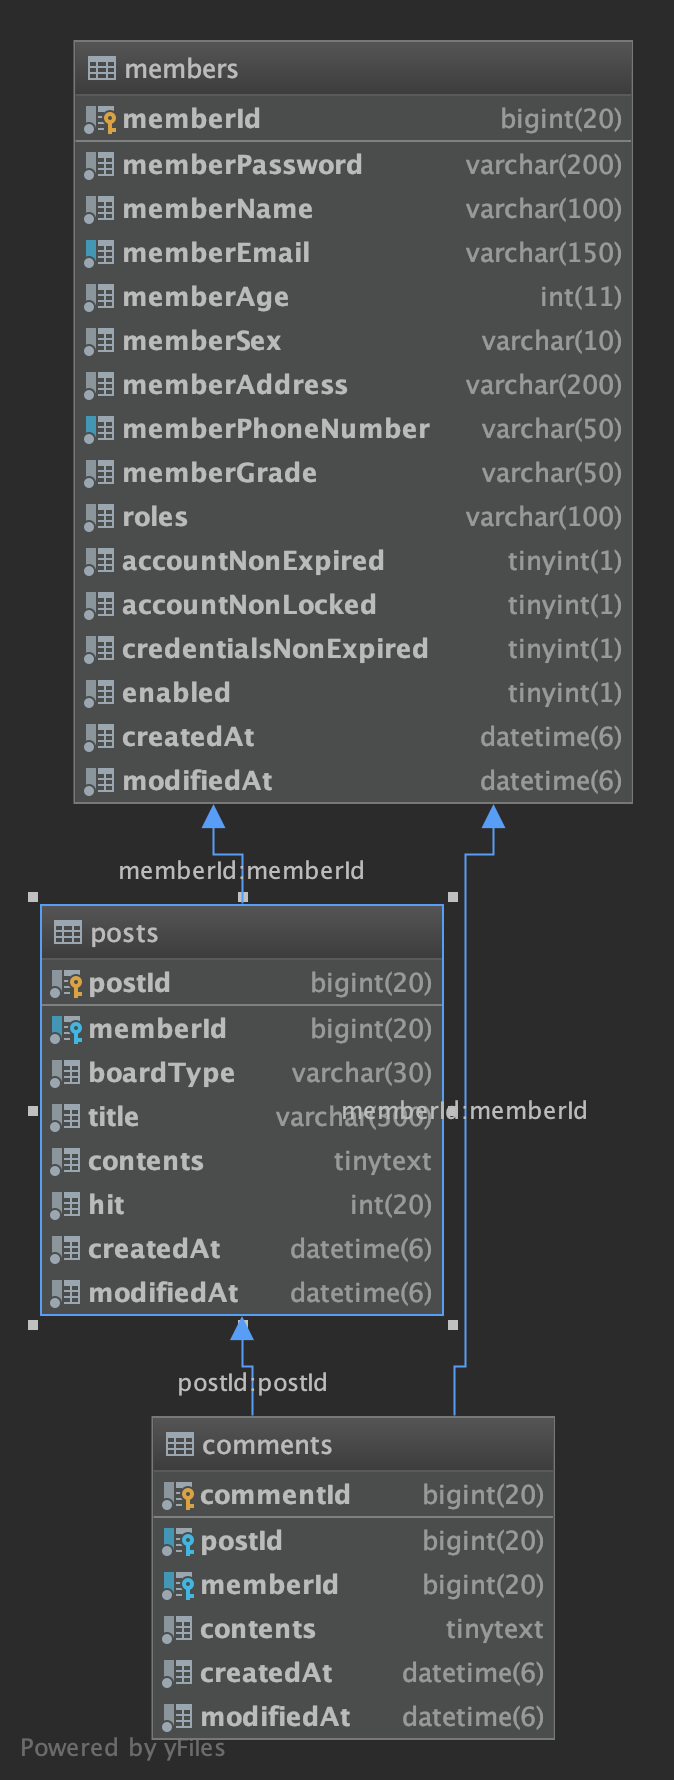 members
memberId bigint(20)
memberPassword varchar(200)
memberName varchar(100)
memberEmail varchar(150)
memberAge int(11)
memberSex varchar(10)
memberAddress varchar(200)
memberPhoneNumber varchar(50)
memberGrade varchar(50)
roles varchar(100)
accountNonExpired tinyint(1)
accountNonLocked tinyint(1)
credentialsNonExpired tinyint(1)
enabled tinyint(1)
createdAt datetime(6)
modifiedAt datetime(6)
memberId:memberId
posts
postId bigint(20)
memberId bigint(20)
boardType varchar(30)
title varchar(300)
memberId:memberId
contents tinytext
hit int(20)
createdAt datetime(6)
modifiedAt datetime(6)
postId:postId
comments
commentId bigint(20)
postId bigint(20)
memberId bigint(20)
contents tinytext
createdAt datetime(6)
modifiedAt datetime(6)
Powered by yFiles